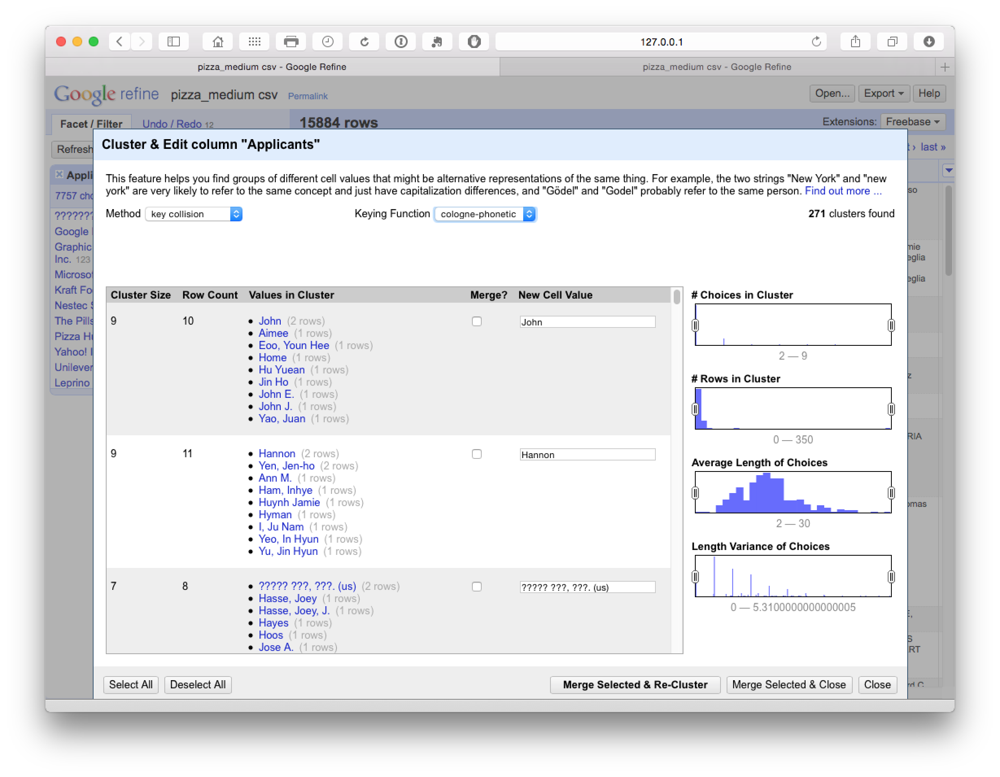 127.0.0.1
pizza_medium csv - Google Refine
pizza_medium csv - Google Refine
Google refine pizza_medium csv Permalink
Open... Export Help
Facet / Filter Undo / Redo 12
15884 rows
Extensions: Freebase
Refresh
last »
Cluster & Edit column "Applicants"
This feature helps you find groups of different cell values that might be alternative representations of the same thing. For example, the two strings "New York" and "new
york" are very likely to refer to the same concept and just have capitalization differences, and "Gödel" and "Godel" probably refer to the same person. Find out more ...
Method key collision
Keying Function cologne-phonetic
271 clusters found
Appli
7757 cho
???????
Google
Graphic
Inc. 123
Microsof
Kraft Fo
Nestec S
The Pills
Pizza Hu
Yahoo! I
Unilever
Leprino
Cluster Size Row Count Values in Cluster Merge? New Cell Value
9 10
John (2 rows)
Aimee (1 rows)
Eoo, Youn Hee (1 rows)
Home (1 rows)
Hu Yuean (1 rows)
Jin Ho (1 rows)
John E. (1 rows)
John J. (1 rows)
Yao, Juan (1 rows)
John
9 11
Hannon (2 rows)
Yen, Jen-ho (2 rows)
Ann M. (1 rows)
Ham, Inhye (1 rows)
Huynh Jamie (1 rows)
Hyman (1 rows)
I, Ju Nam (1 rows)
Yeo, In Hyun (1 rows)
Yu, Jin Hyun (1 rows)
Hannon
7 8
????? ???, ???. (us) (2 rows)
Hasse, Joey (1 rows)
Hasse, Joey, J. (1 rows)
Hayes (1 rows)
Hoos (1 rows)
Jose A. (1 rows)
????? ???, ???. (us)
# Choices in Cluster
2 — 9
# Rows in Cluster
0 — 350
Average Length of Choices
2 — 30
Length Variance of Choices
0 — 5.3100000000000005
so
mie
eglia
eglia
z
RIA
omas
E,
S
RT
rd C
Select All Deselect All
Merge Selected & Re-Cluster Merge Selected & Close Close